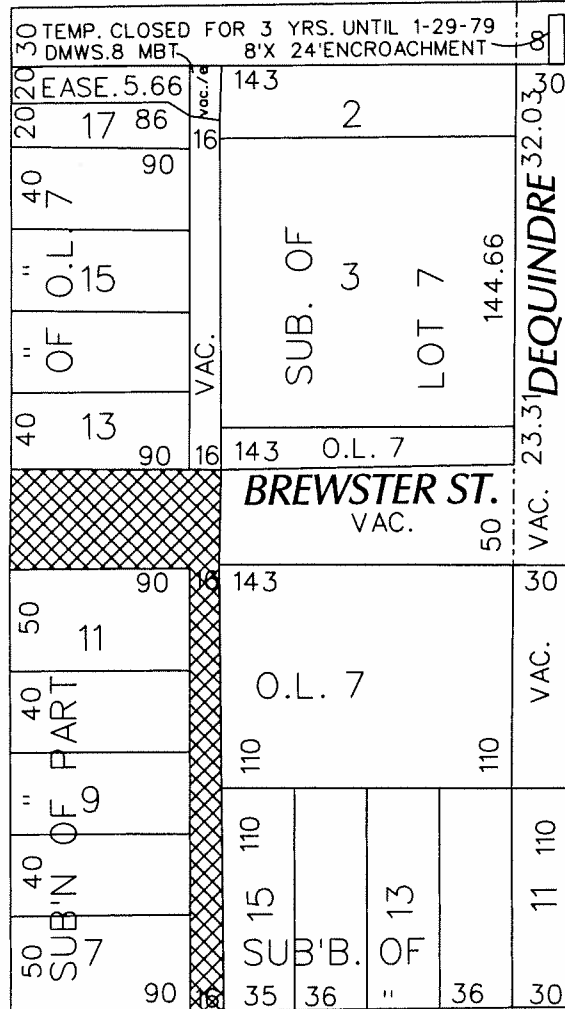 30 TEMP. CLOSED FOR 3 YRS. UNTIL 1-29-79
DMWS.8 MBT. 8'X 24'ENCROACHMENT 8
20 EASE. 5.66 vac./e 143 30
20 17 86 16 2 32.03
90
40
SUB'N OF PART OF O.L. 7
" 15
"
40 13
90 16
VAC.
SUB. OF LOT 7
3
144.66
DEQUINDRE
23.31
143 O.L. 7
BREWSTER ST.
VAC.
50
VAC.
90 16 143 30
50 11
40
" 9
40
50 7
90 16
O.L. 7
VAC.
110 110
110 110
15 13 11
SUB'B. OF
35 36 " 36 30